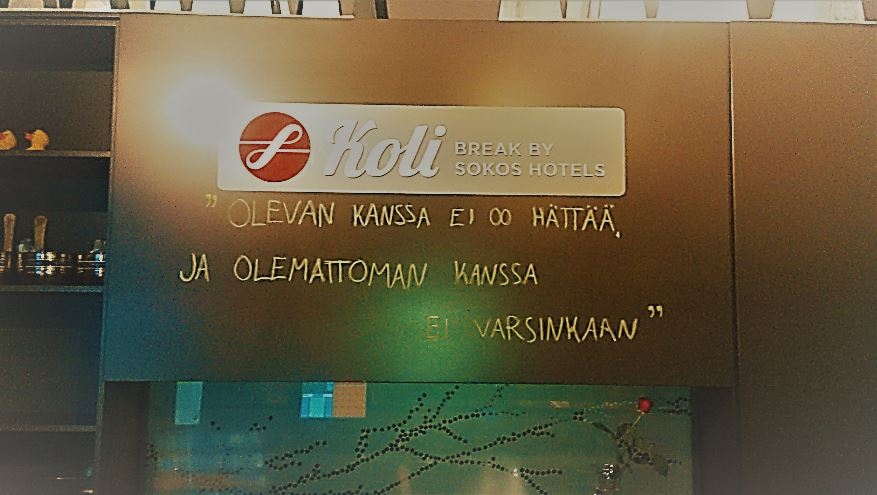 Koli
BREAK BY
SOKOS HOTELS
"OLEVAN KANSSA EI OO HÄTTÄÄ,
JA OLEMATTOMAN KANSSA
EI VARSINKAAN"